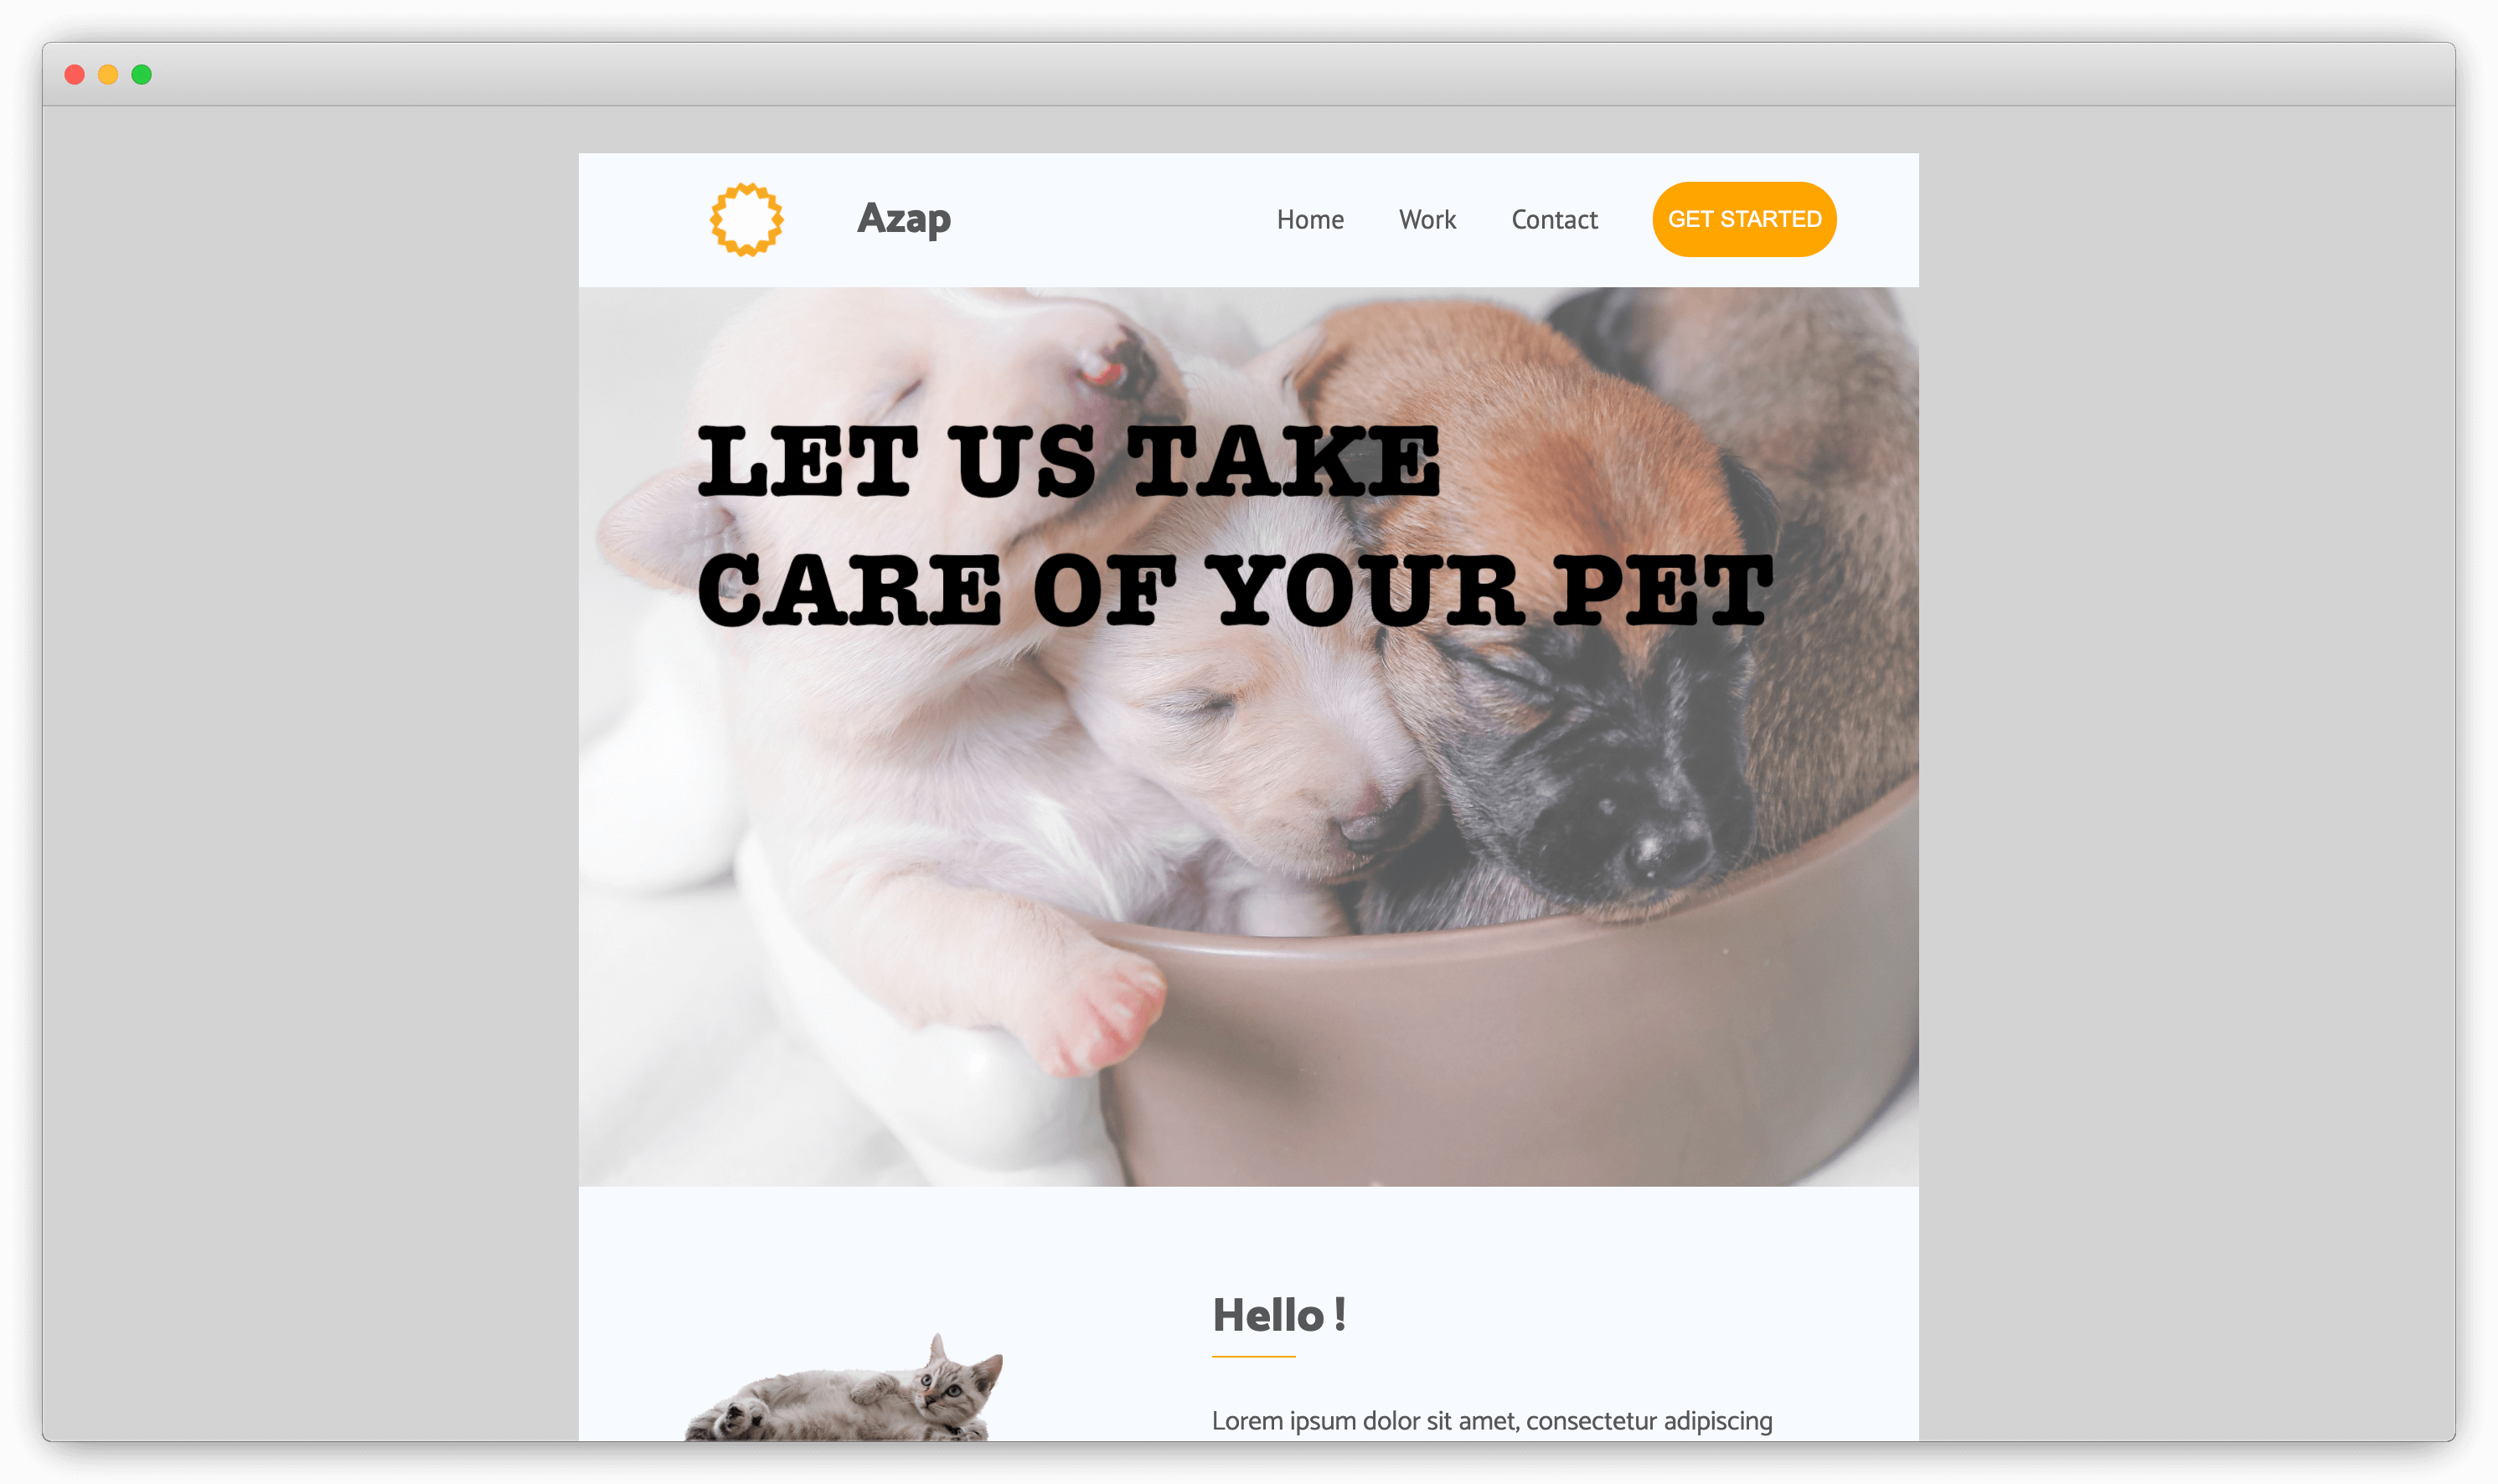 Azap
Home
Work
Contact
GET STARTED
LET US TAKE
CARE OF YOUR PET
Hello !
Lorem ipsum dolor sit amet, consectetur adipiscing